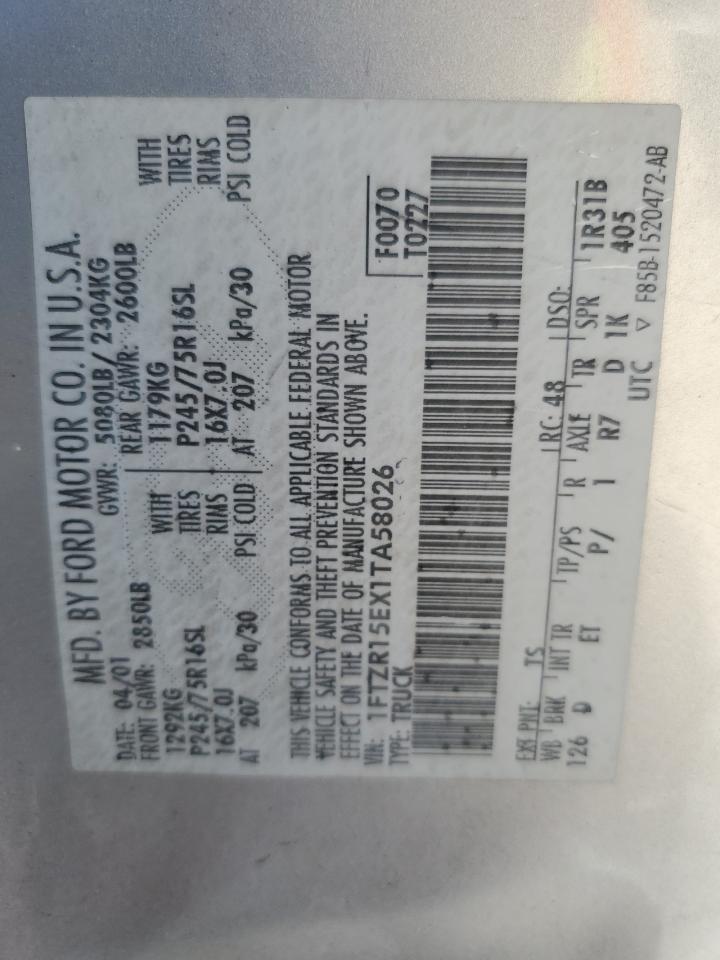 MFD. BY FORD MOTOR CO. IN U.S.A.
DATE: 04/01 GVWR: 5080LB/ 2304KG
FRONT GAWR: 2850LB REAR GAWR: 2600LB
1292KG WITH 1179KG WITH
P245/75R16SL TIRES P245/75R16SL TIRES
16X7.0J RIMS 16X7.0J RIMS
AT 207 kPa/30 PSI COLD AT 207 kPa/30 PSI COLD
THIS VEHICLE CONFORMS TO ALL APPLICABLE FEDERAL MOTOR
VEHICLE SAFETY AND THEFT PREVENTION STANDARDS IN
EFFECT ON THE DATE OF MANUFACTURE SHOWN ABOVE.
VIN: 1FTZR15EX1TA58026 F0070
TYPE: TRUCK T0227
EXT PNT: TS RC: 48 DSO:
WB BRK INT TR TP/PS R AXLE TR SPR 1R31B
126 D ET P/ 1 R7 D 1K 405
UTC ▽ F85B-1520472-AB